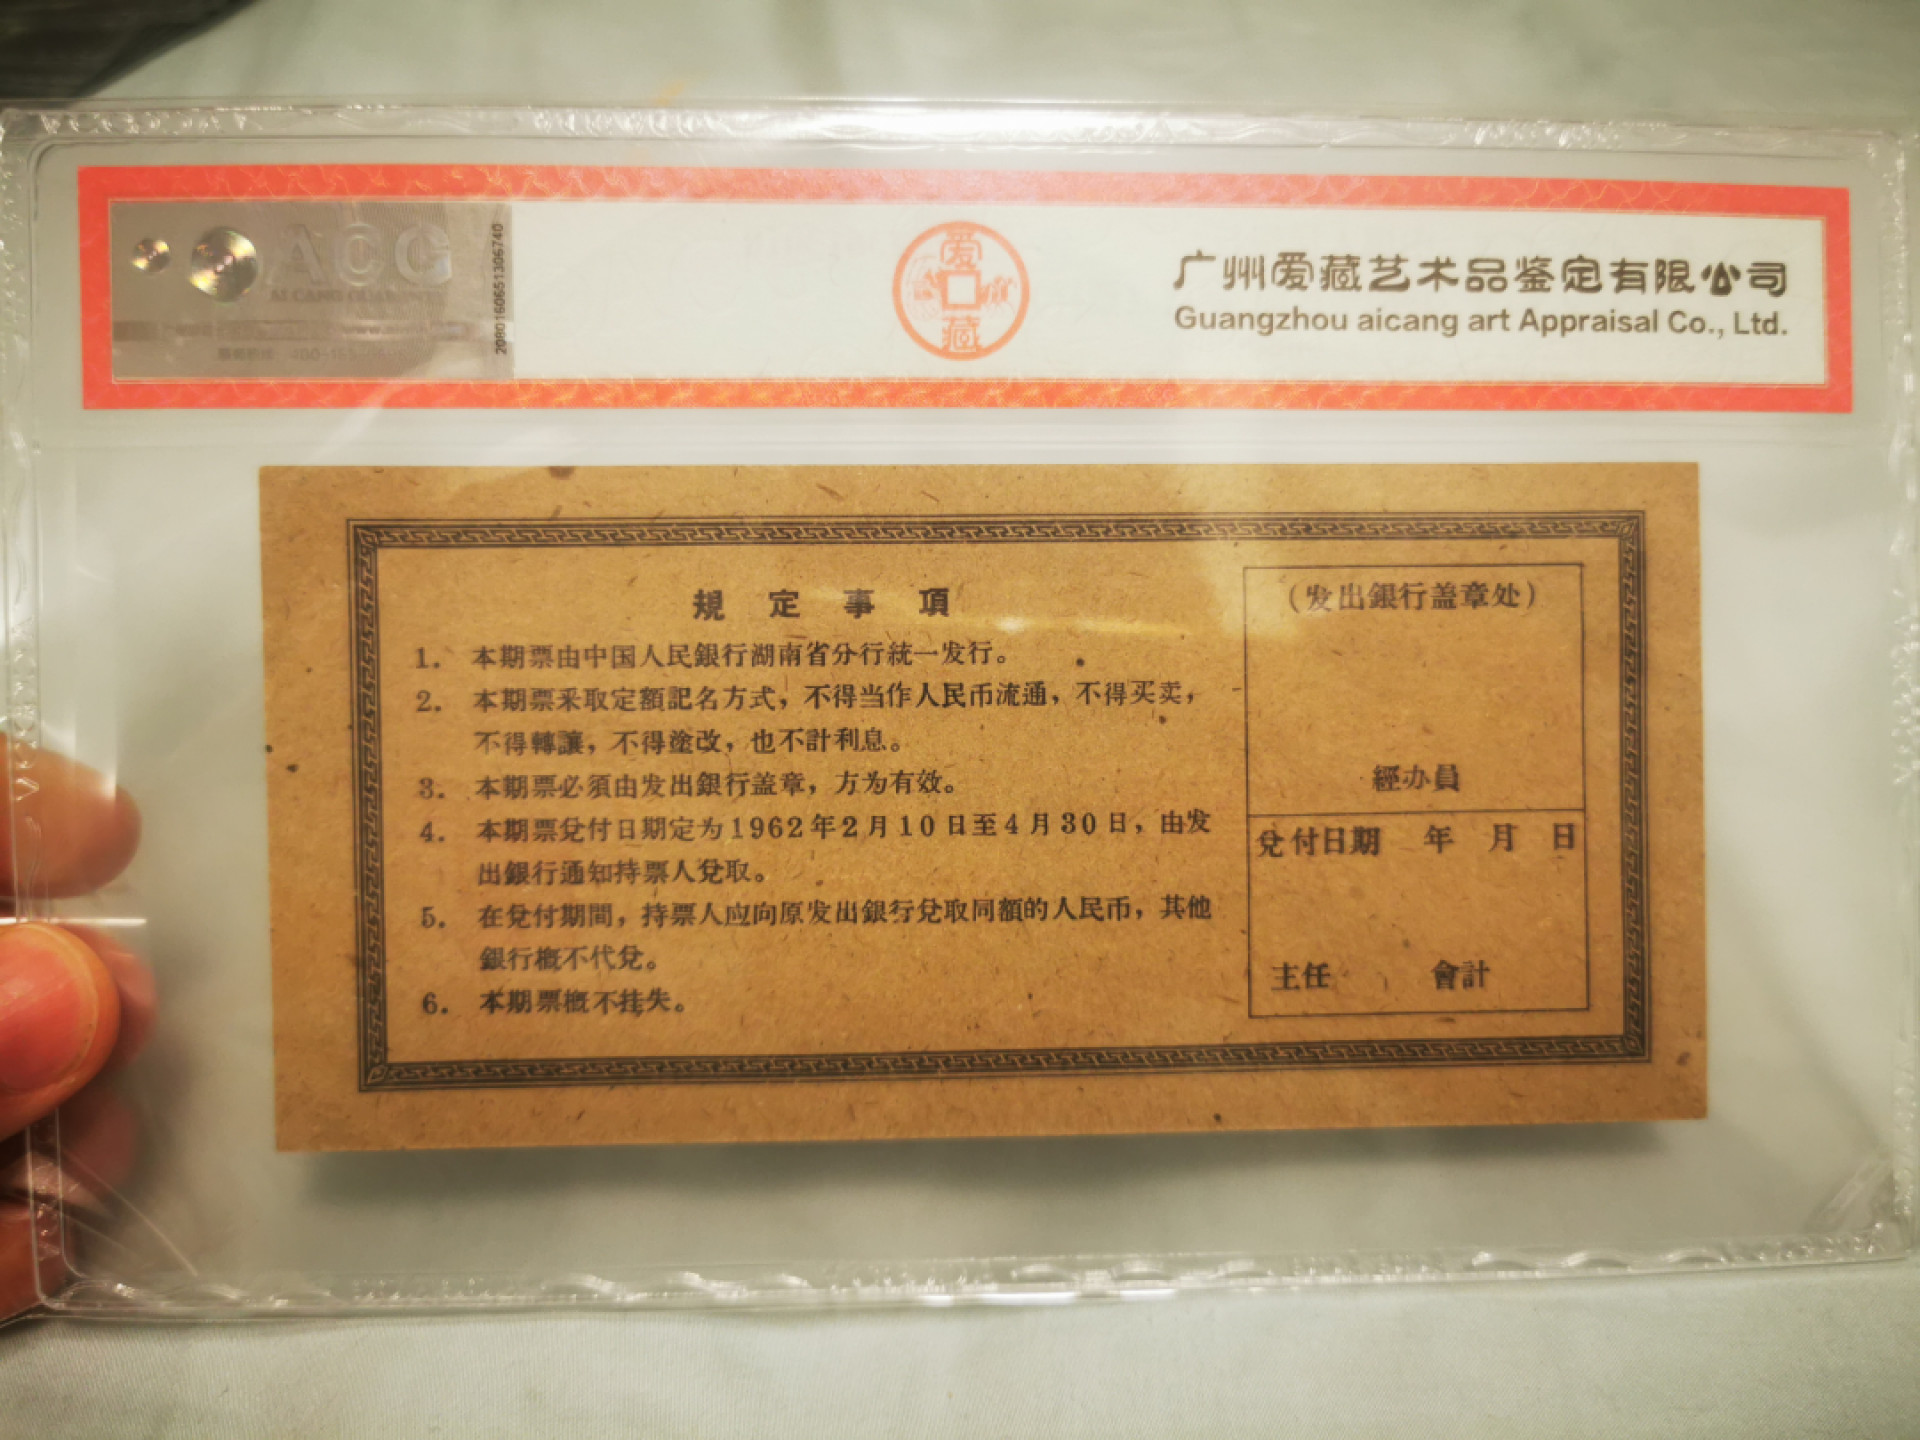 ACG
2080160651306740
爱藏
广州爱藏艺术品鉴定有限公司
Guangzhou aicang art Appraisal Co., Ltd.
規定事項
1. 本期票由中国人民銀行湖南省分行統一发行。
2. 本期票采取定額記名方式，不得当作人民币流通，不得买卖，
不得轉讓，不得塗改，也不計利息。
3. 本期票必須由发出銀行盖章，方为有效。
4. 本期票兌付日期定为1962年2月10日至4月30日，由发
出銀行通知持票人兌取。
5. 在兌付期間，持票人应向原发出銀行兌取同額的人民币，其他
銀行概不代兌。
6. 本期票概不挂失。
（发出銀行盖章处）
經办員
兌付日期 年 月 日
主任 會計